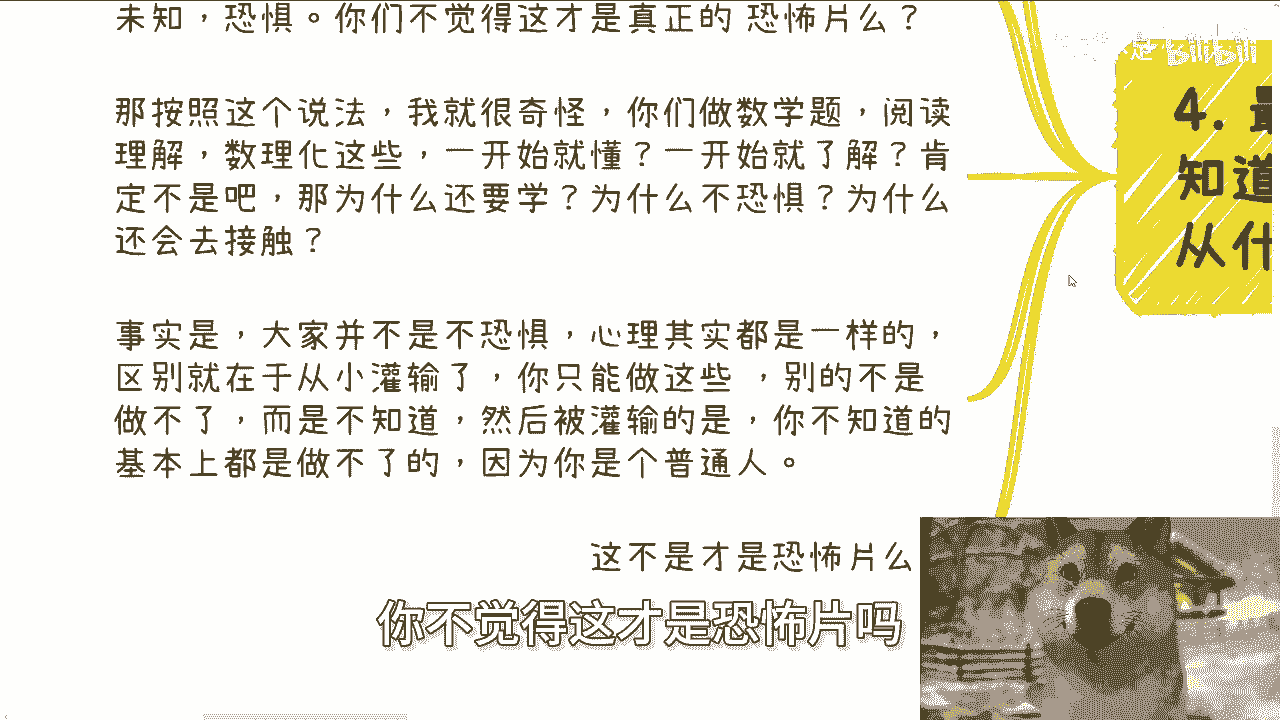 未知，恐惧。你们不觉得这才是真正的 恐怖片么？
那按照这个说法，我就很奇怪，你们做数学题，阅读
理解，数理化这些，一开始就懂？一开始就了解？肯
定不是吧，那为什么还要学？为什么不恐惧？为什么
还会去接触？
事实是，大家并不是不恐惧，心理其实都是一样的，
区别就在于从小灌输了，你只能做这些 ，别的不是
做不了，而是不知道，然后被灌输的是，你不知道的
基本上都是做不了的，因为你是个普通人。
这不是才是恐怖片么
你不觉得这才是恐怖片吗
4. 最
知道
从什
bilibili